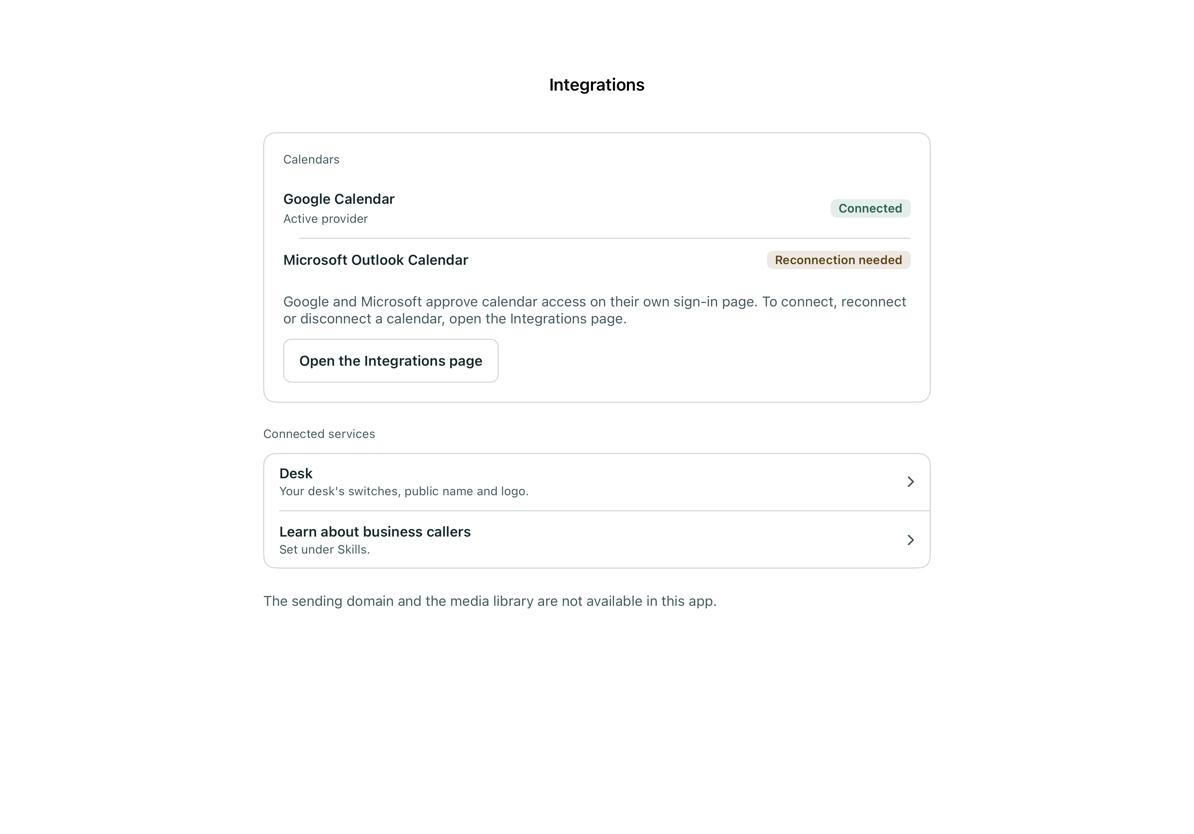 Integrations
Calendars
Google Calendar
Active provider
Connected
Microsoft Outlook Calendar
Reconnection needed
Google and Microsoft approve calendar access on their own sign-in page. To connect, reconnect
or disconnect a calendar, open the Integrations page.
Open the Integrations page
Connected services
Desk
Your desk's switches, public name and logo.
Learn about business callers
Set under Skills.
The sending domain and the media library are not available in this app.